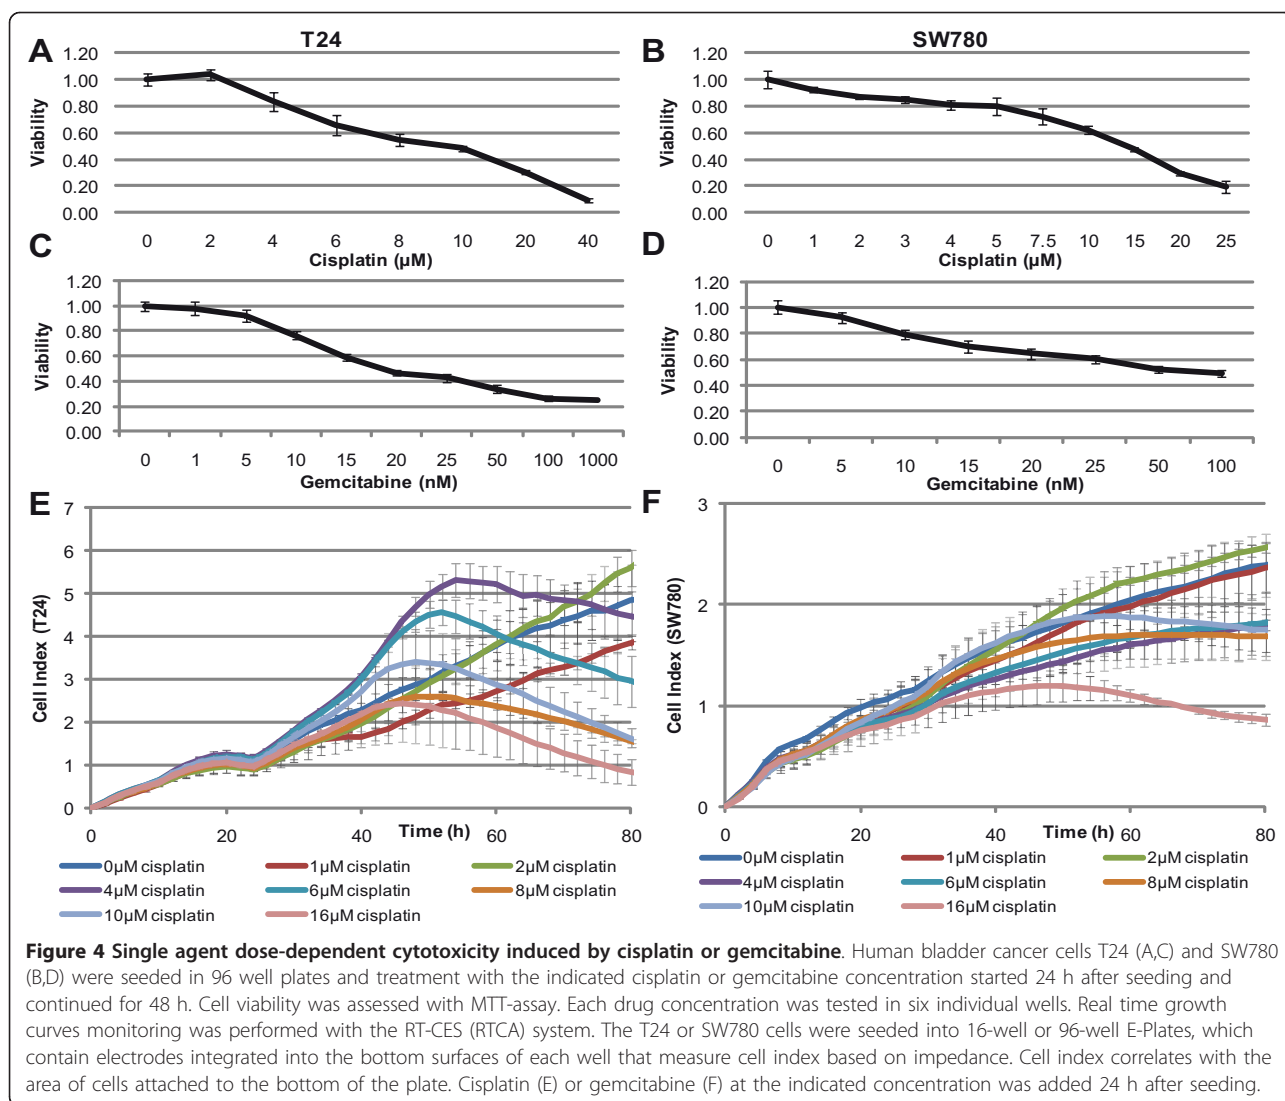 A
T24
1.20
1.00
0.80
0.60
0.40
0.20
0.00
Viability
0 2 4 6 8 10 20 40
Cisplatin (µM)
B
SW780
1.20
1.00
0.80
0.60
0.40
0.20
0.00
Viability
0 1 2 3 4 5 7.5 10 15 20 25
Cisplatin (µM)
C
1.20
1.00
0.80
0.60
0.40
0.20
0.00
Viability
0 1 5 10 15 20 25 50 100 1000
Gemcitabine (nM)
D
1.20
1.00
0.80
0.60
0.40
0.20
0.00
Viability
0 5 10 15 20 25 50 100
Gemcitabine (nM)
E
7
6
5
4
3
2
1
0
Cell Index (T24)
0 20 40 60 80
Time (h)
0µM cisplatin 1µM cisplatin 2µM cisplatin
4µM cisplatin 6µM cisplatin 8µM cisplatin
10µM cisplatin 16µM cisplatin
F
3
2
1
0
Cell Index (SW780)
0 20 40 60 80
Time (h)
0µM cisplatin 1µM cisplatin 2µM cisplatin
4µM cisplatin 6µM cisplatin 8µM cisplatin
10µM cisplatin 16µM cisplatin
Figure 4 Single agent dose-dependent cytotoxicity induced by cisplatin or gemcitabine. Human bladder cancer cells T24 (A,C) and SW780
(B,D) were seeded in 96 well plates and treatment with the indicated cisplatin or gemcitabine concentration started 24 h after seeding and
continued for 48 h. Cell viability was assessed with MTT-assay. Each drug concentration was tested in six individual wells. Real time growth
curves monitoring was performed with the RT-CES (RTCA) system. The T24 or SW780 cells were seeded into 16-well or 96-well E-Plates, which
contain electrodes integrated into the bottom surfaces of each well that measure cell index based on impedance. Cell index correlates with the
area of cells attached to the bottom of the plate. Cisplatin (E) or gemcitabine (F) at the indicated concentration was added 24 h after seeding.